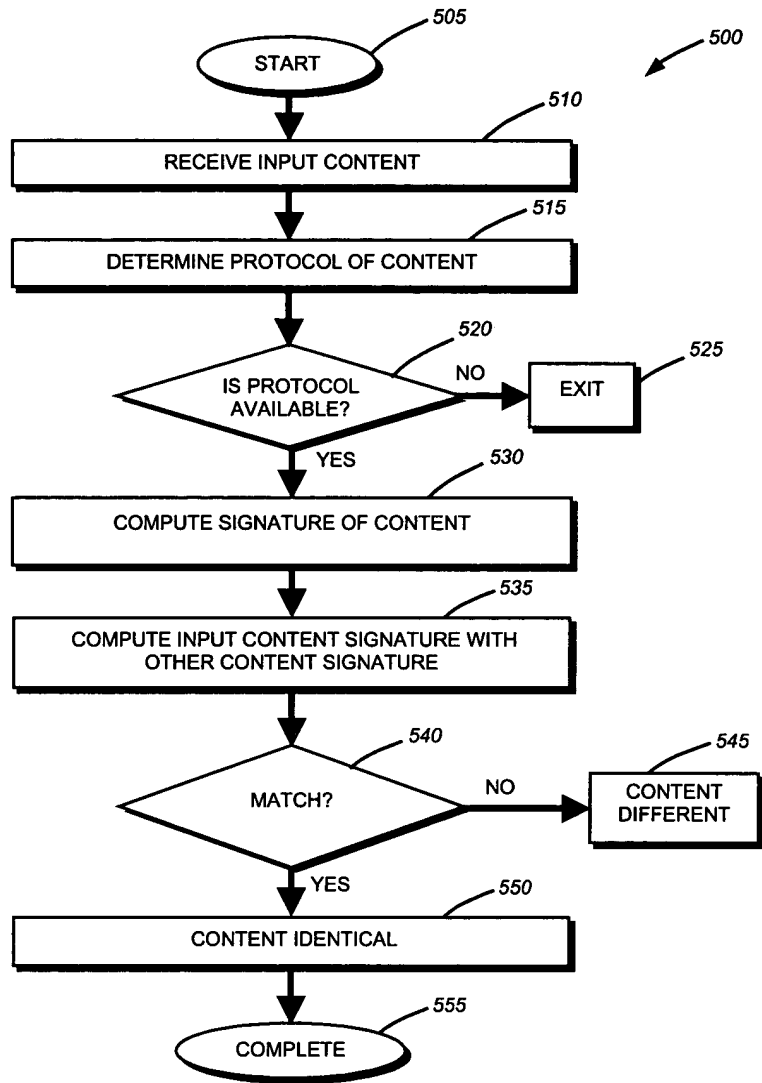 505
START
500
510
RECEIVE INPUT CONTENT
515
DETERMINE PROTOCOL OF CONTENT
520
525
IS PROTOCOL
AVAILABLE?
NO
EXIT
YES
530
COMPUTE SIGNATURE OF CONTENT
535
COMPUTE INPUT CONTENT SIGNATURE WITH
OTHER CONTENT SIGNATURE
540
545
MATCH?
NO
CONTENT
DIFFERENT
YES
550
CONTENT IDENTICAL
555
COMPLETE